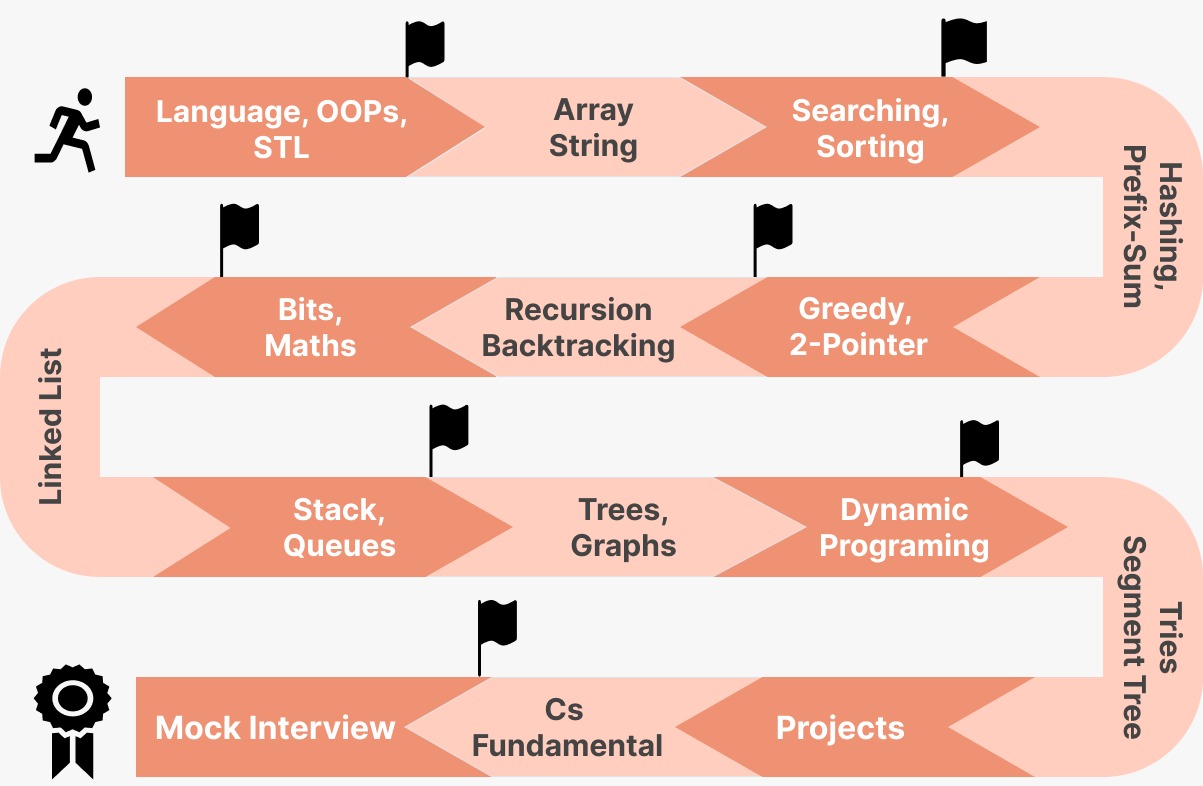 Language, OOPs,
STL
Array
String
Searching,
Sorting
Hashing,
Prefix-Sum
Greedy,
2-Pointer
Recursion
Backtracking
Bits,
Maths
Linked List
Stack,
Queues
Trees,
Graphs
Dynamic
Programing
Tries
Segment Tree
Projects
Cs
Fundamental
Mock Interview